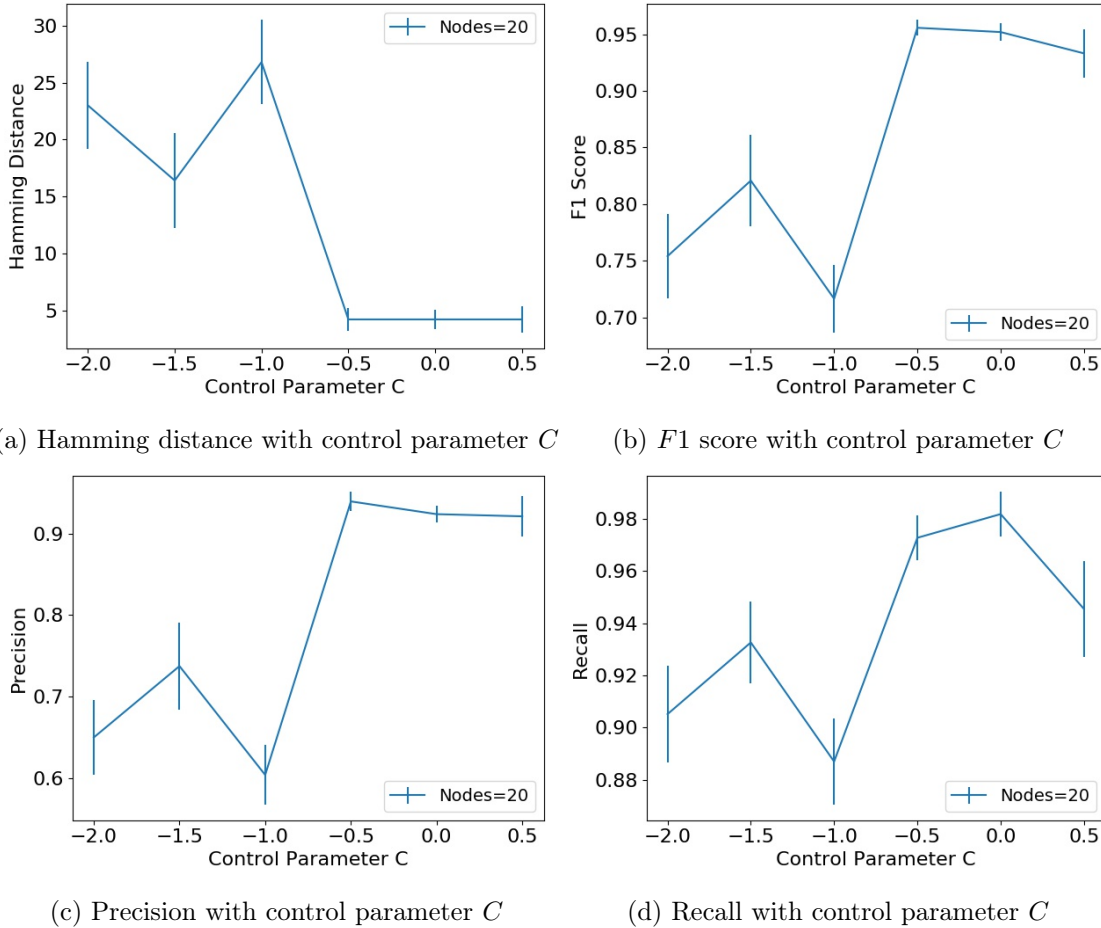 30
25
20
15
10
5
Hamming Distance
Nodes=20
−2.0 −1.5 −1.0 −0.5 0.0 0.5
Control Parameter C
(a) Hamming distance with control parameter C
0.95
0.90
0.85
0.80
0.75
0.70
F1 Score
Nodes=20
−2.0 −1.5 −1.0 −0.5 0.0 0.5
Control Parameter C
(b) F1 score with control parameter C
0.9
0.8
0.7
0.6
Precision
Nodes=20
−2.0 −1.5 −1.0 −0.5 0.0 0.5
Control Parameter C
(c) Precision with control parameter C
0.98
0.96
0.94
0.92
0.90
0.88
Recall
Nodes=20
−2.0 −1.5 −1.0 −0.5 0.0 0.5
Control Parameter C
(d) Recall with control parameter C